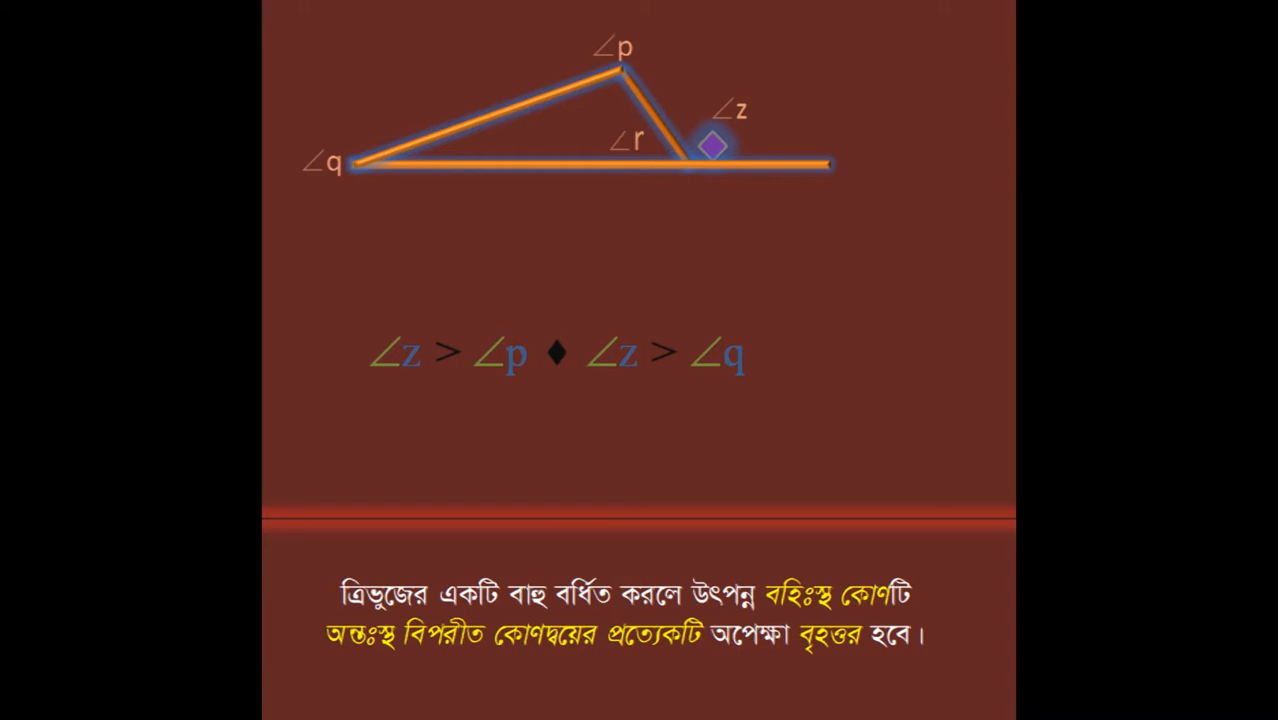 ∠p
∠z
∠r
∠q
∠z > ∠p ♦ ∠z > ∠q
ত্রিভুজের একটি বাহু বর্ধিত করলে উৎপন্ন বহিঃস্থ কোণটি
অন্তঃস্থ বিপরীত কোণদ্বয়ের প্রত্যেকটি অপেক্ষা বৃহত্তর হবে।